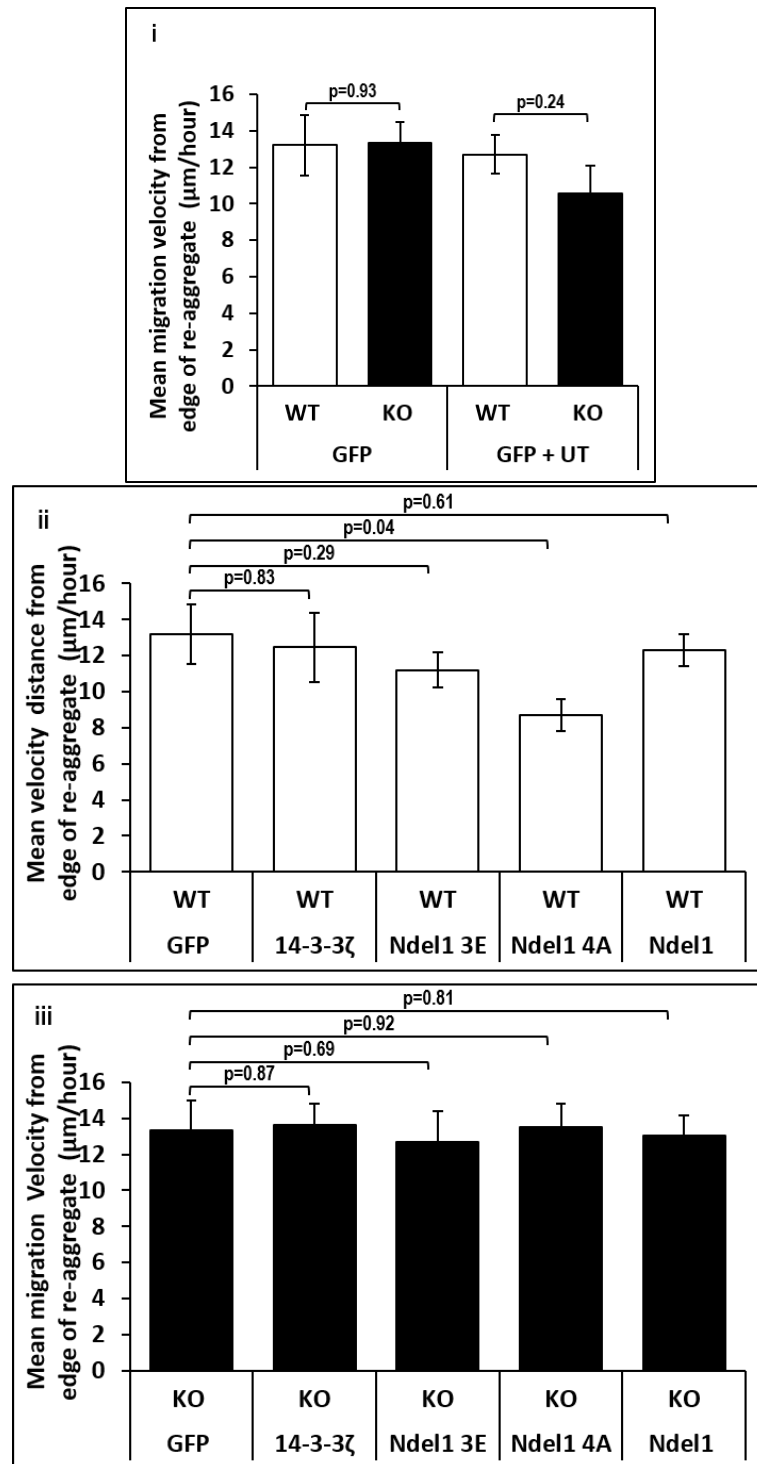 i
Mean migration velocity from
edge of re-aggregate (µm/hour)
16
14
12
10
8
6
4
2
0
p=0.93
p=0.24
WT KO WT KO
GFP GFP + UT
ii
Mean velocity distance from
edge of re-aggregate (µm/hour)
p=0.61
p=0.04
p=0.29
p=0.83
16
14
12
10
8
6
4
2
0
WT WT WT WT WT
GFP 14-3-3ζ Ndel1 3E Ndel1 4A Ndel1
iii
Mean migration Velocity from
edge of re-aggregate (µm/hour)
p=0.81
p=0.92
p=0.69
p=0.87
16
14
12
10
8
6
4
2
0
KO KO KO KO KO
GFP 14-3-3ζ Ndel1 3E Ndel1 4A Ndel1